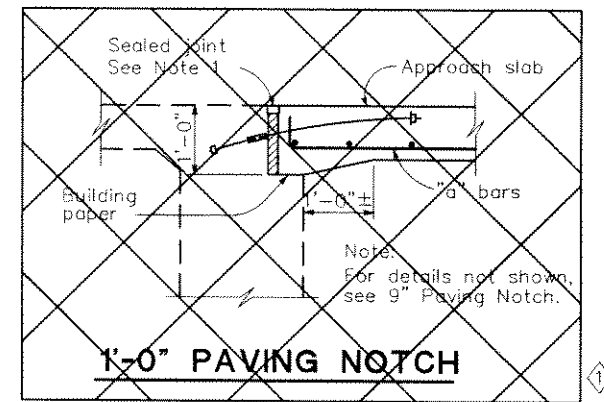 Sealed joint
See Note 1
Approach slab
1'-0"
Building
paper
1'-0"±
"a" bars
Note:
For details not shown,
see 9" Paving Notch.
1'-0" PAVING NOTCH
1